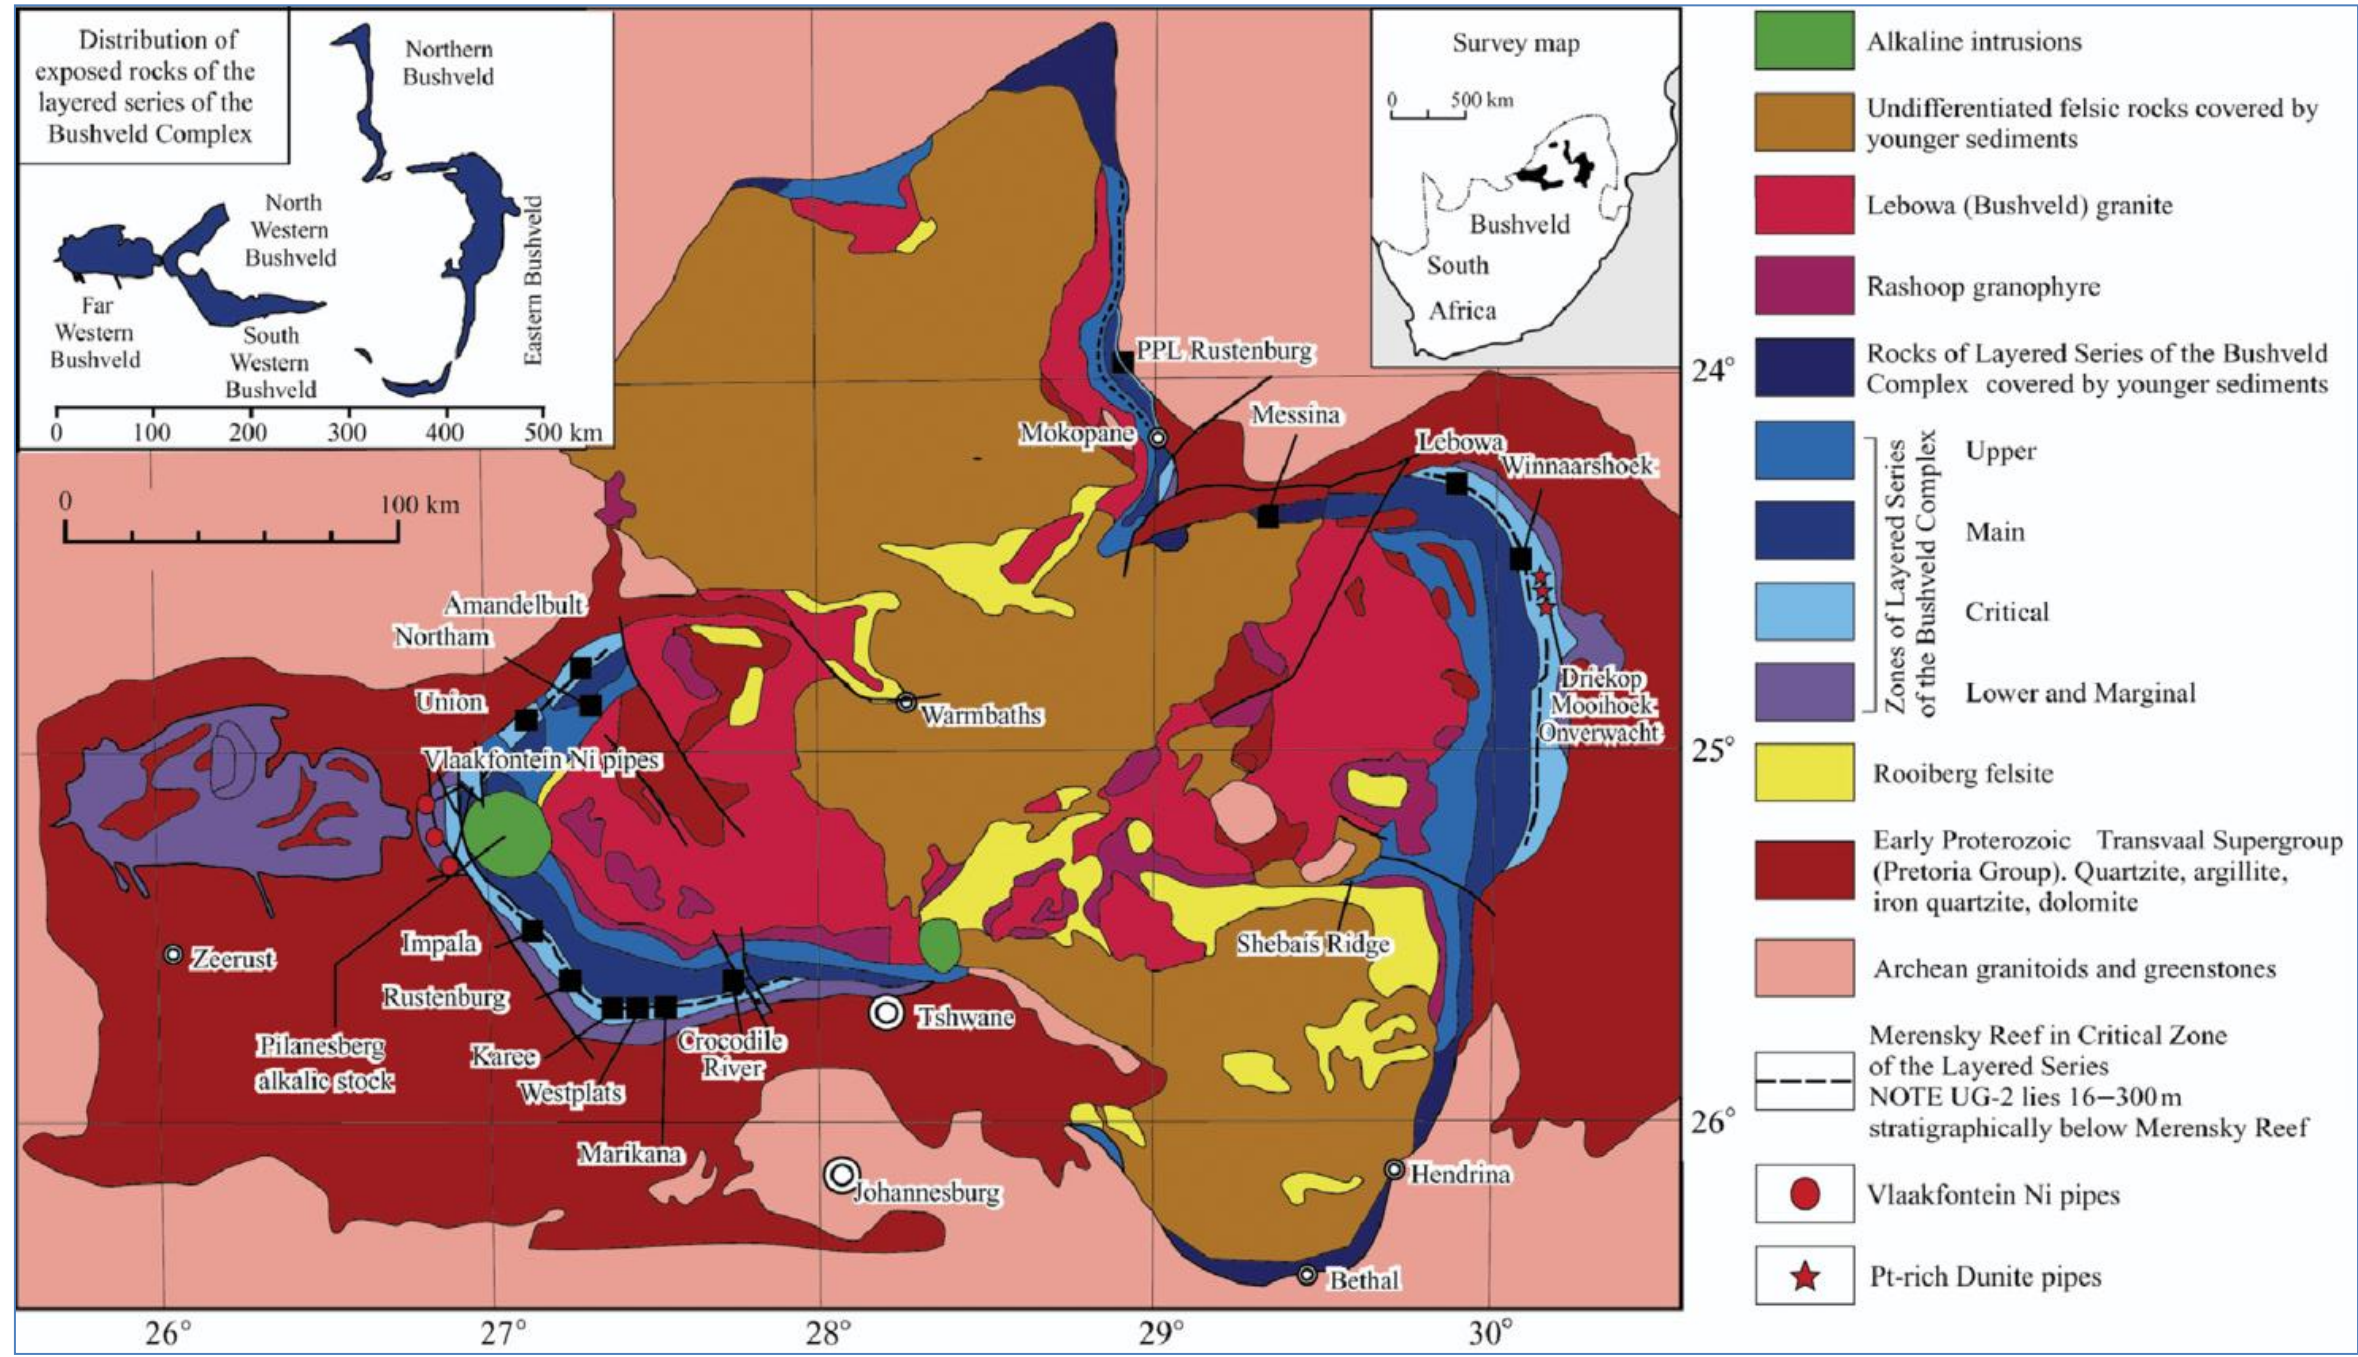 Distribution of
exposed rocks of the
layered series of the
Bushveld Complex
Northern
Bushveld
North
Western
Bushveld
Far
Western
Bushveld
South
Western
Bushveld
Eastern Bushveld
0 100 200 300 400 500 km
Survey map
0 500 km
Bushveld
South
Africa
0 100 km
PPL Rustenburg
Messina
Mokopane
Lebowa
Winnaarshoek
Amandelbult
Northam
Union
Warmbaths
Vlaakfontein Ni pipes
Driekop
Mooihoek
Onverwacht
Zeerust
Impala
Rustenburg
Shebais Ridge
Pilanesberg
alkalic stock
Karee
Westplats
Crocodile
River
Tshwane
Marikana
Johannesburg
Hendrina
Bethal
24°
25°
26°
26° 27° 28° 29° 30°
Alkaline intrusions
Undifferentiated felsic rocks covered by
younger sediments
Lebowa (Bushveld) granite
Rashoop granophyre
Rocks of Layered Series of the Bushveld
Complex covered by younger sediments
Zones of Layered Series
of the Bushveld Complex
Upper
Main
Critical
Lower and Marginal
Rooiberg felsite
Early Proterozoic Transvaal Supergroup
(Pretoria Group). Quartzite, argillite,
iron quartzite, dolomite
Archean granitoids and greenstones
Merensky Reef in Critical Zone
of the Layered Series
NOTE UG-2 lies 16–300 m
stratigraphically below Merensky Reef
Vlaakfontein Ni pipes
Pt-rich Dunite pipes